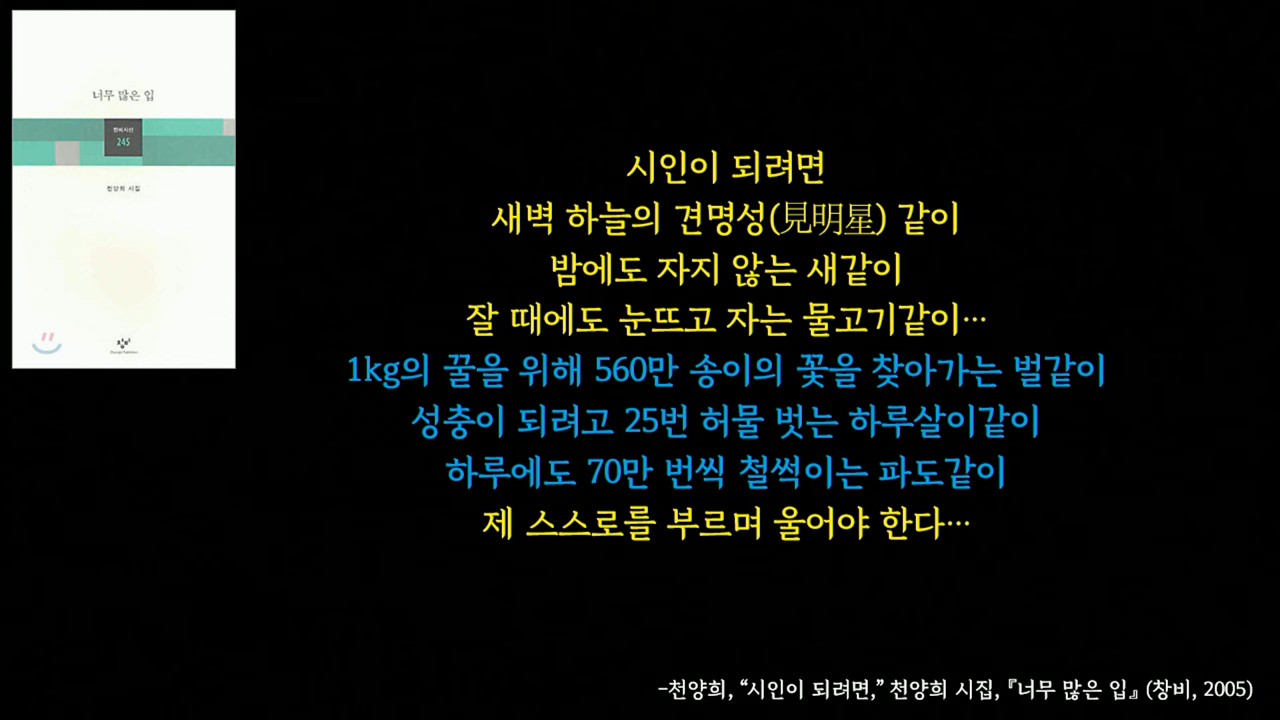 너무 많은 입
창비시선
245
천양희 시집
창비
시인이 되려면
새벽 하늘의 견명성(見明星) 같이
밤에도 자지 않는 새같이
잘 때에도 눈뜨고 자는 물고기같이…
1kg의 꿀을 위해 560만 송이의 꽃을 찾아가는 벌같이
성충이 되려고 25번 허물 벗는 하루살이같이
하루에도 70만 번씩 철썩이는 파도같이
제 스스로를 부르며 울어야 한다…
-천양희, “시인이 되려면,” 천양희 시집, 『너무 많은 입』 (창비, 2005)